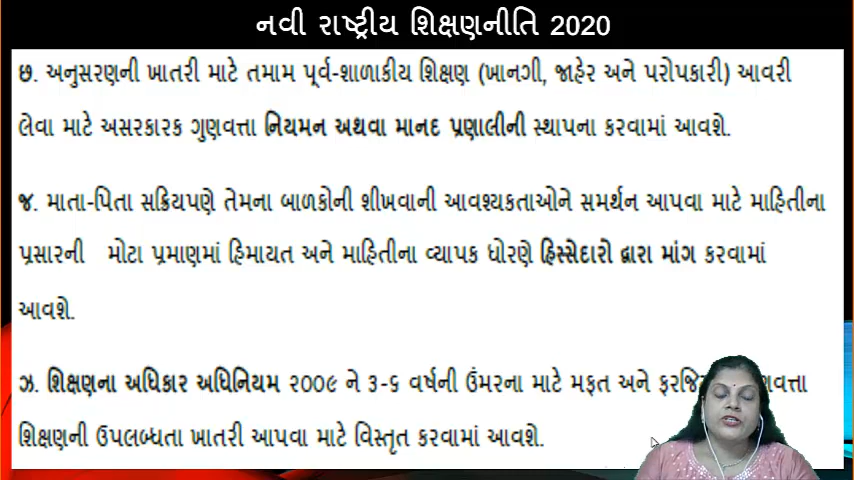 નવી રાષ્ટ્રીય શિક્ષણનીતિ 2020
છ. અનુસરણની ખાતરી માટે તમામ પૂર્વ-શાળાકીય શિક્ષણ (ખાનગી, જાહેર અને પરોપકારી) આવરી
લેવા માટે અસરકારક ગુણવત્તા નિયમન અથવા માનદ પ્રણાલીની સ્થાપના કરવામાં આવશે.
જ. માતા-પિતા સક્રિયપણે તેમના બાળકોની શીખવાની આવશ્યકતાઓને સમર્થન આપવા માટે માહિતીના
પ્રસારની મોટા પ્રમાણમાં હિમાયત અને માહિતીના વ્યાપક ધોરણે હિસ્સેદારો દ્વારા માંગ કરવામાં
આવશે.
ઝ. શિક્ષણના અધિકાર અધિનિયમ ૨૦૦૯ ને ૩-૬ વર્ષની ઉંમરના માટે મફત અને
શિક્ષણની ઉપલબ્ધતા ખાતરી આપવા માટે વિસ્તૃત કરવામાં આવશે.